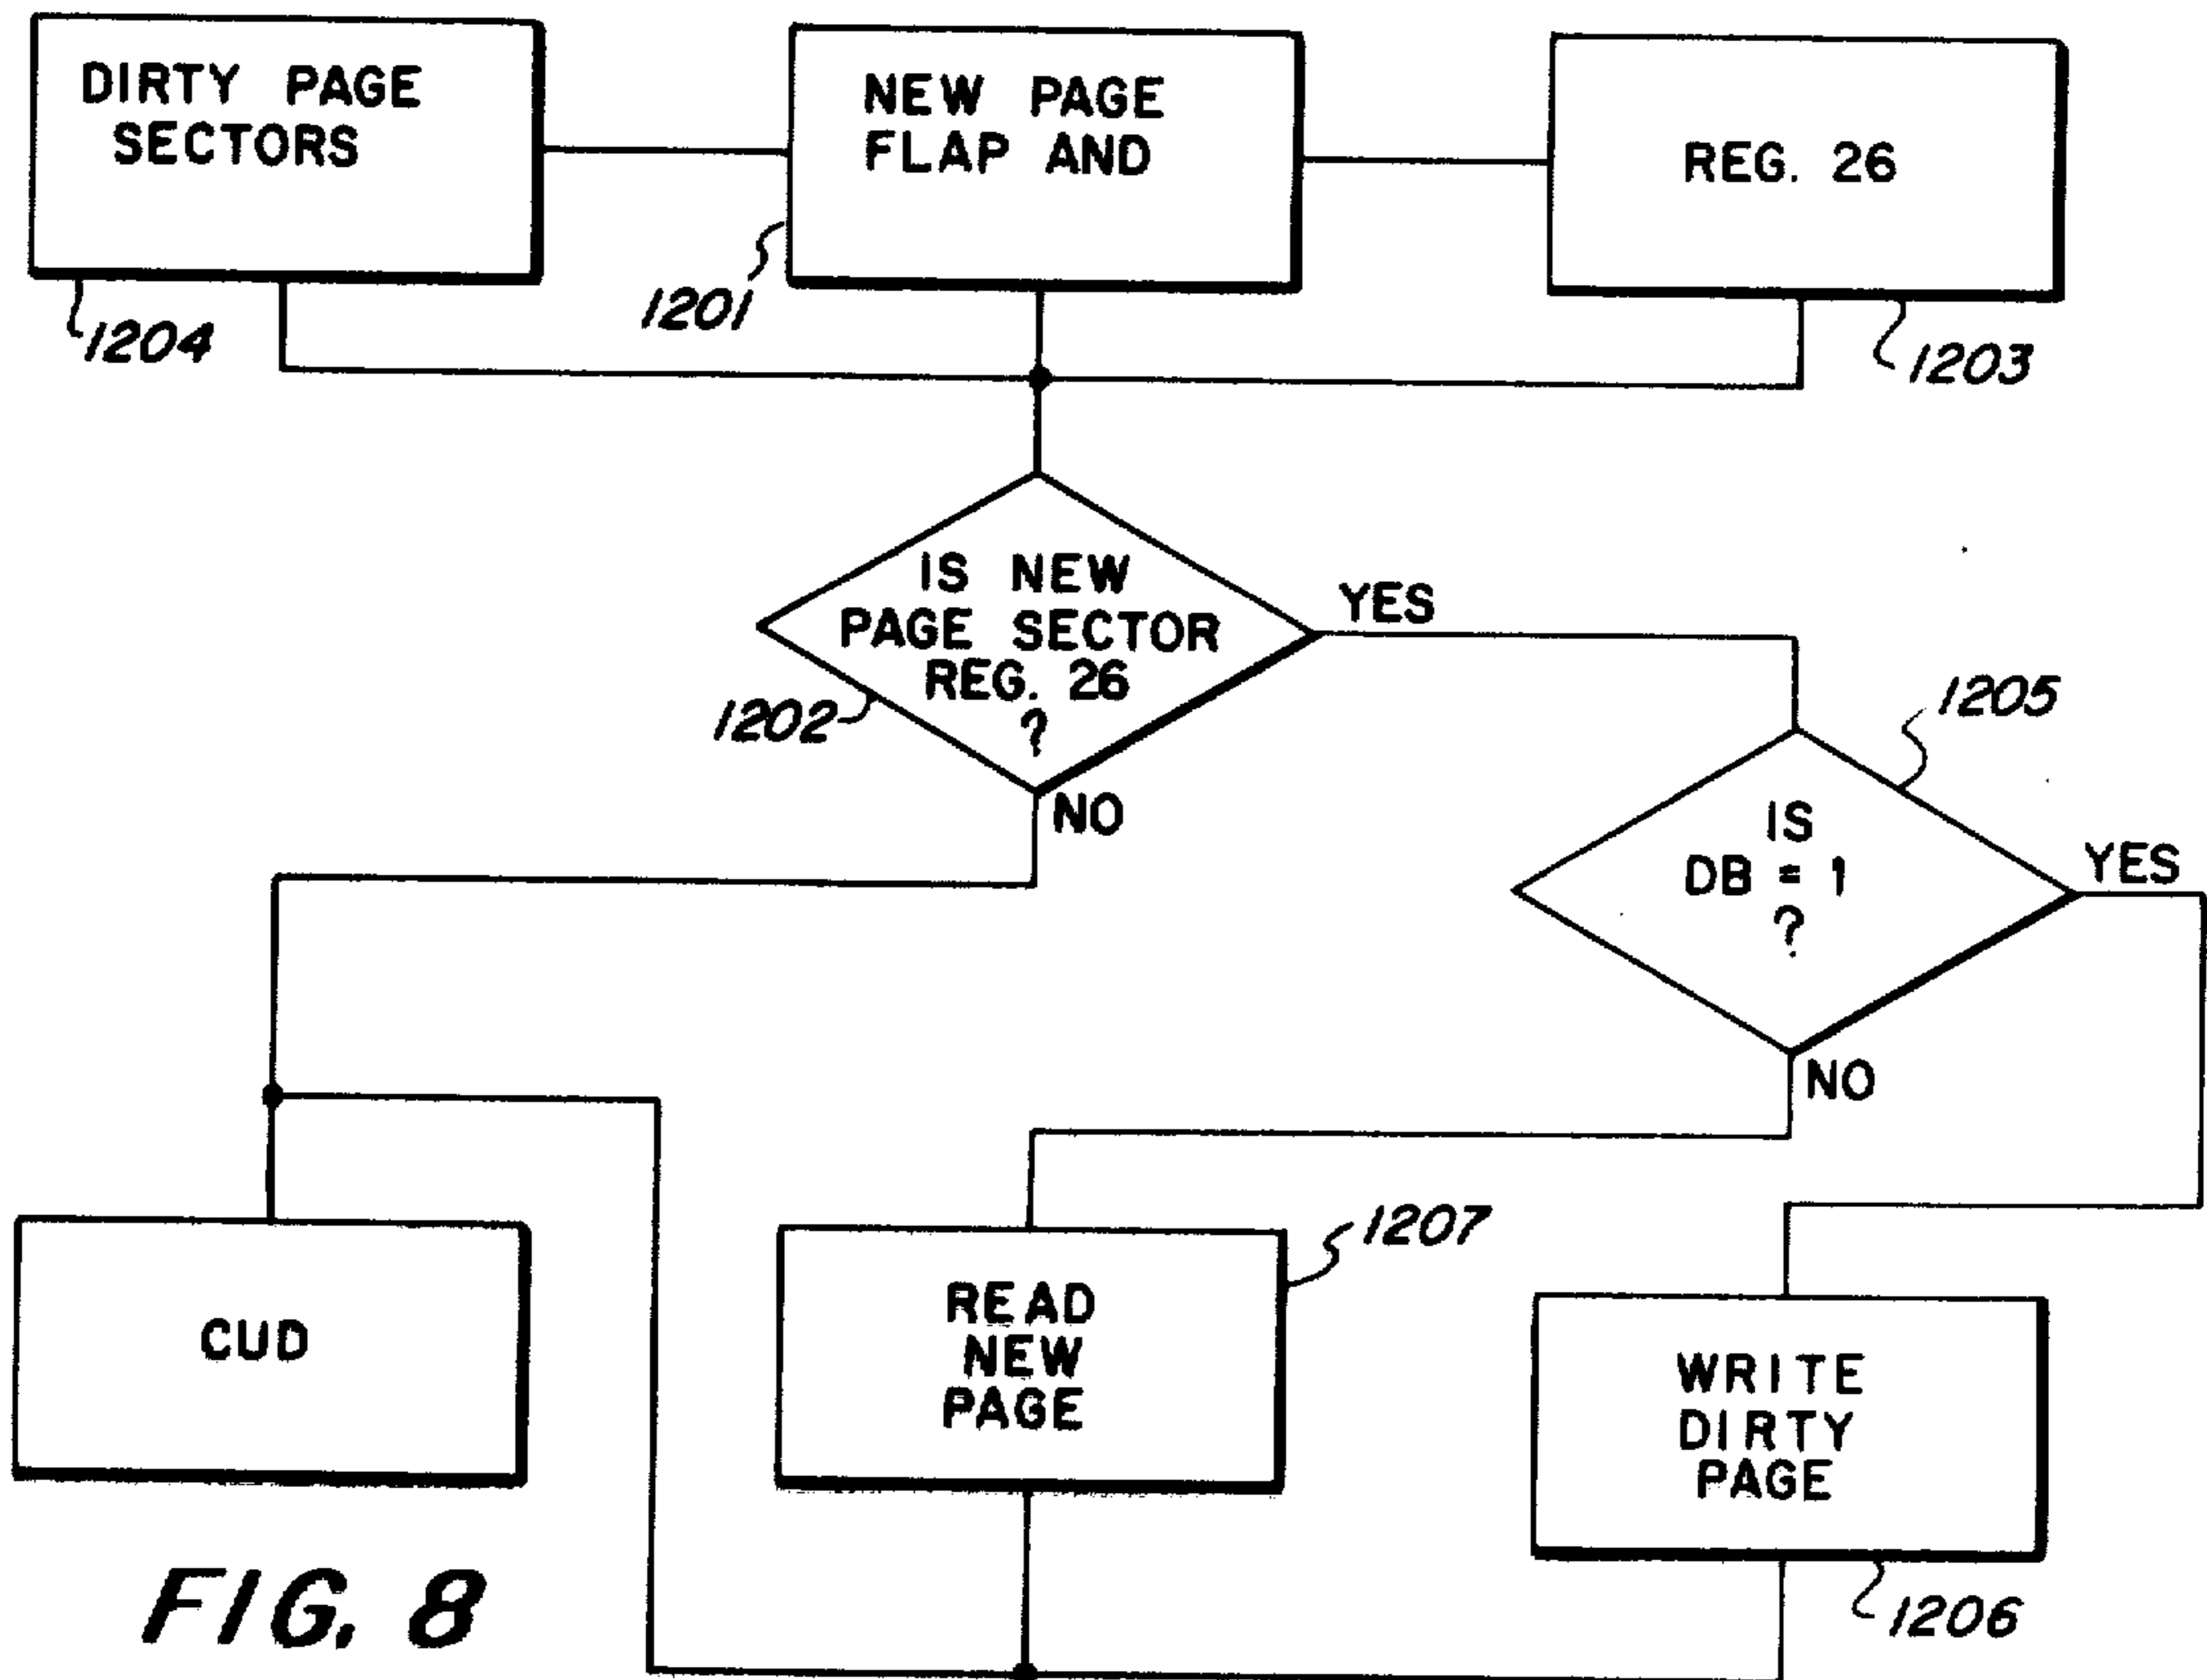 DIRTY PAGE
SECTORS
1204
NEW PAGE
FLAP AND
1201
REG. 26
1203
IS NEW
PAGE SECTOR
REG. 26
?
1202
YES
NO
IS
DB = 1
?
1205
YES
NO
CUD
READ
NEW
PAGE
1207
WRITE
DIRTY
PAGE
1206
FIG. 8